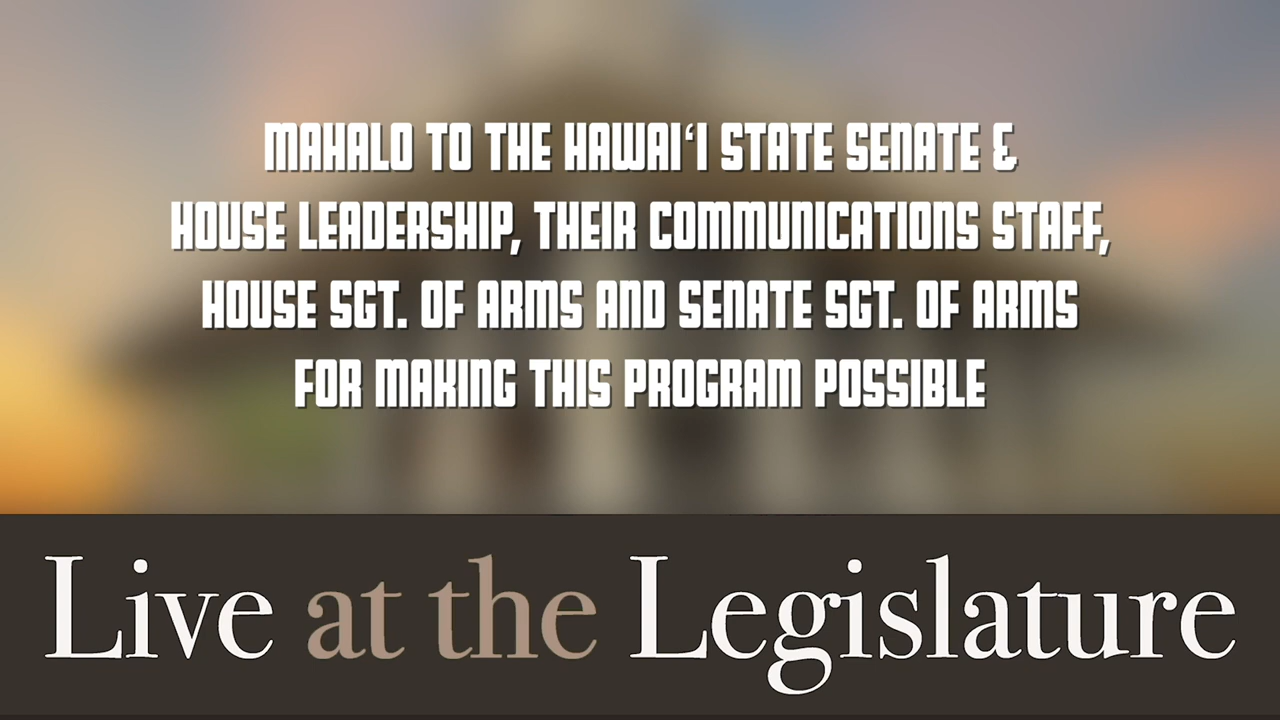 MAHALO TO THE HAWAIʻI STATE SENATE &
HOUSE LEADERSHIP, THEIR COMMUNICATIONS STAFF,
HOUSE SGT. OF ARMS AND SENATE SGT. OF ARMS
FOR MAKING THIS PROGRAM POSSIBLE
Live at the Legislature